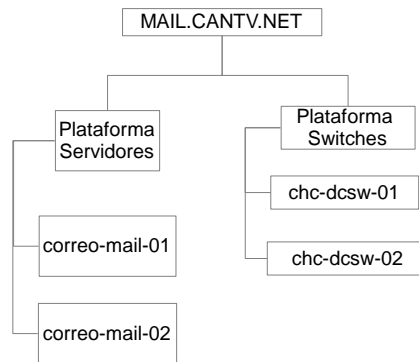 MAIL.CANTV.NET
Plataforma
Servidores
correo-mail-01
correo-mail-02
Plataforma
Switches
chc-dcsw-01
chc-dcsw-02